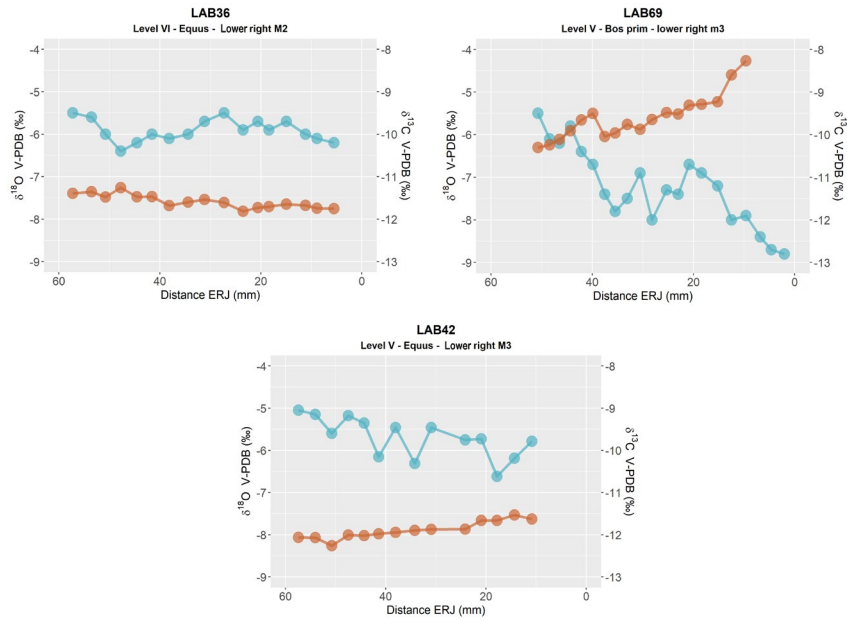 LAB36
Level VI - Equus - Lower right M2
-4
-5
-6
-7
-8
-9
δ18O V-PDB (‰)
-8
-9
-10
-11
-12
-13
δ13C V-PDB (‰)
60 40 20 0
Distance ERJ (mm)
LAB69
Level V - Bos prim - lower right m3
-4
-5
-6
-7
-8
-9
δ18O V-PDB (‰)
-8
-9
-10
-11
-12
-13
δ13C V-PDB (‰)
60 40 20 0
Distance ERJ (mm)
LAB42
Level V - Equus - Lower right M3
-4
-5
-6
-7
-8
-9
δ18O V-PDB (‰)
-8
-9
-10
-11
-12
-13
δ13C V-PDB (‰)
60 40 20 0
Distance ERJ (mm)